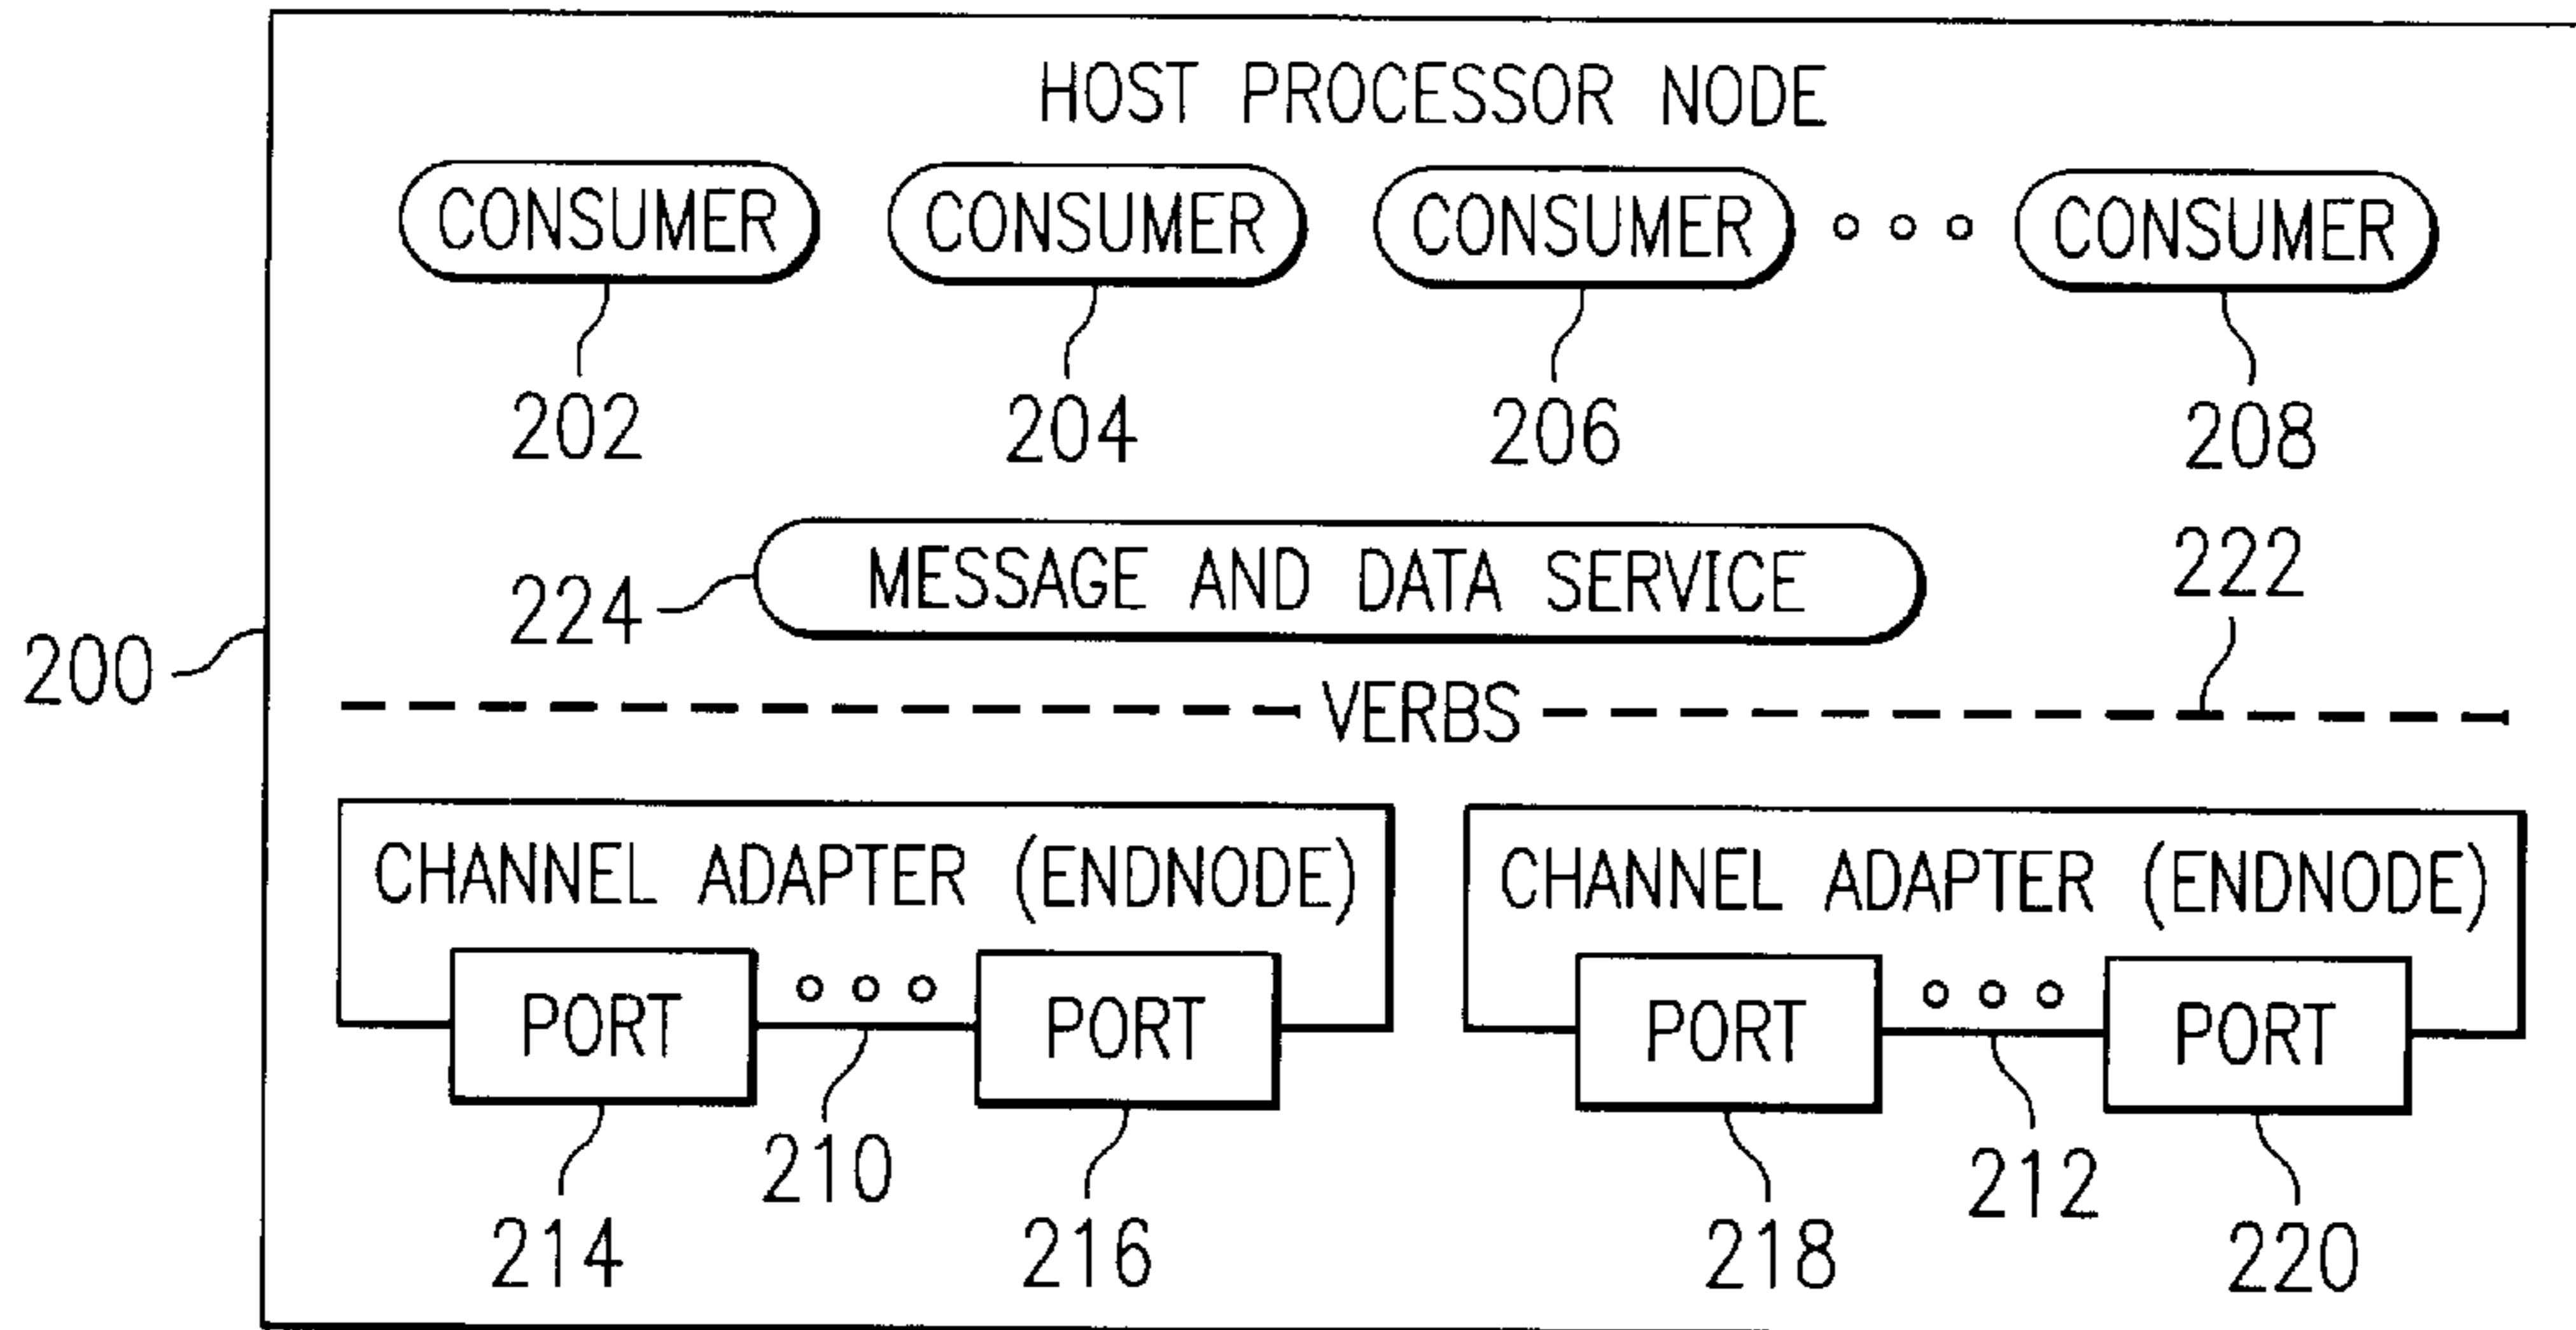 HOST PROCESSOR NODE
CONSUMER CONSUMER CONSUMER CONSUMER
202 204 206 208
MESSAGE AND DATA SERVICE
222
224
200
VERBS
CHANNEL ADAPTER (ENDNODE) CHANNEL ADAPTER (ENDNODE)
PORT PORT PORT PORT
210 212
214 216 218 220